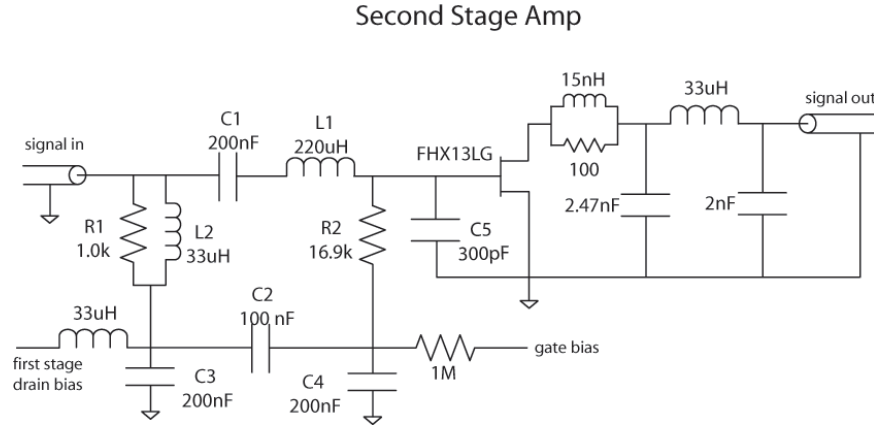 Second Stage Amp
15nH
33uH
signal out
C1
200nF
L1
220uH
signal in
FHX13LG
100
R1
1.0k
L2
33uH
R2
16.9k
C5
300pF
2.47nF
2nF
33uH
C2
100 nF
first stage
drain bias
C3
200nF
C4
200nF
1M
gate bias